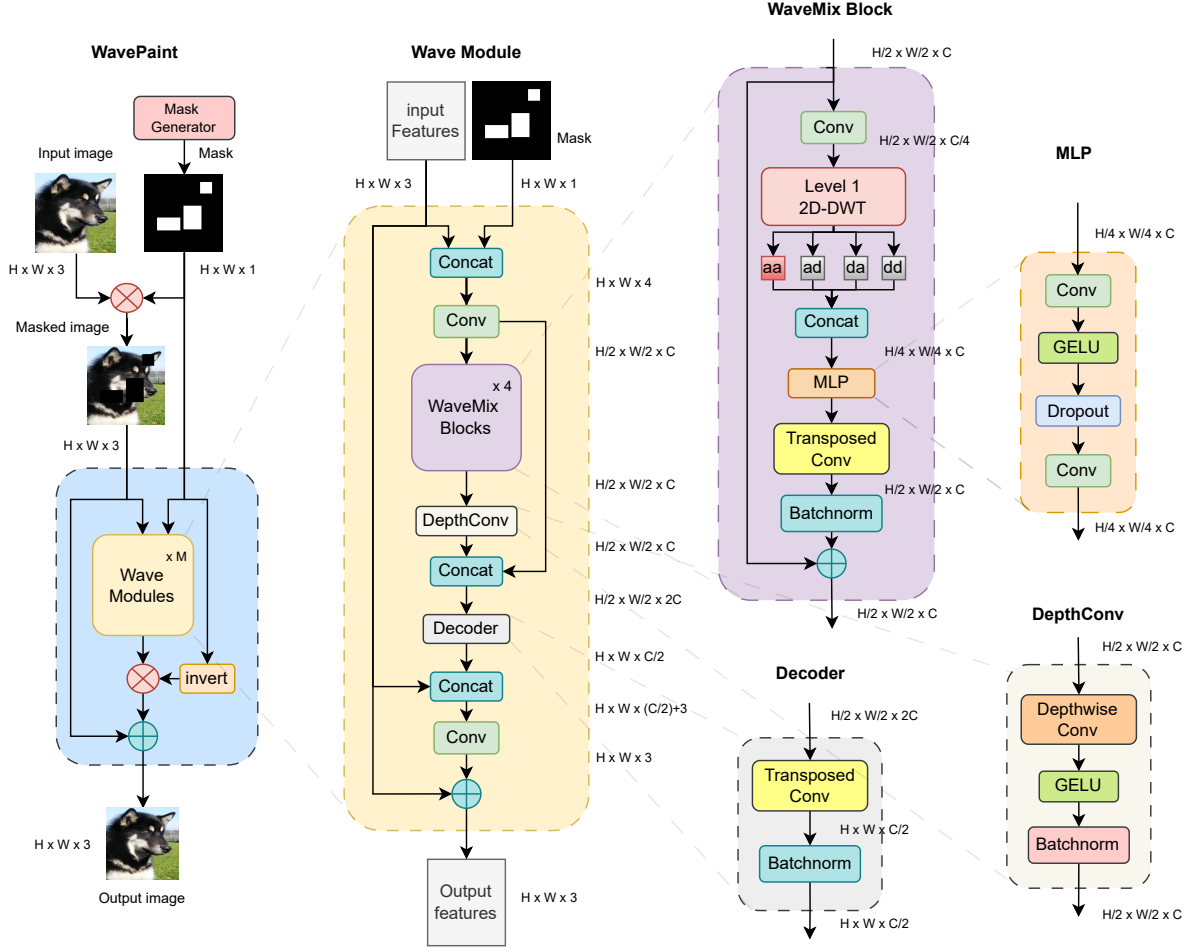 WavePaint
Mask
Generator
Input image
Mask
H x W x 3
H x W x 1
Masked image
H x W x 3
x M
Wave
Modules
invert
H x W x 3
Output image
Wave Module
input
Features
Mask
H x W x 3
H x W x 1
Concat
H x W x 4
Conv
H/2 x W/2 x C
x 4
WaveMix
Blocks
H/2 x W/2 x C
DepthConv
H/2 x W/2 x C
Concat
H/2 x W/2 x 2C
Decoder
H x W x C/2
Concat
H x W x (C/2)+3
Conv
H x W x 3
Output
features
H x W x 3
WaveMix Block
H/2 x W/2 x C
Conv
H/2 x W/2 x C/4
Level 1
2D-DWT
aa ad da dd
Concat
H/4 x W/4 x C
MLP
Transposed
Conv
H/2 x W/2 x C
Batchnorm
H/2 x W/2 x C
MLP
H/4 x W/4 x C
Conv
GELU
Dropout
Conv
H/4 x W/4 x C
Decoder
H/2 x W/2 x 2C
Transposed
Conv
H x W x C/2
Batchnorm
H x W x C/2
DepthConv
H/2 x W/2 x C
Depthwise
Conv
GELU
Batchnorm
H/2 x W/2 x C